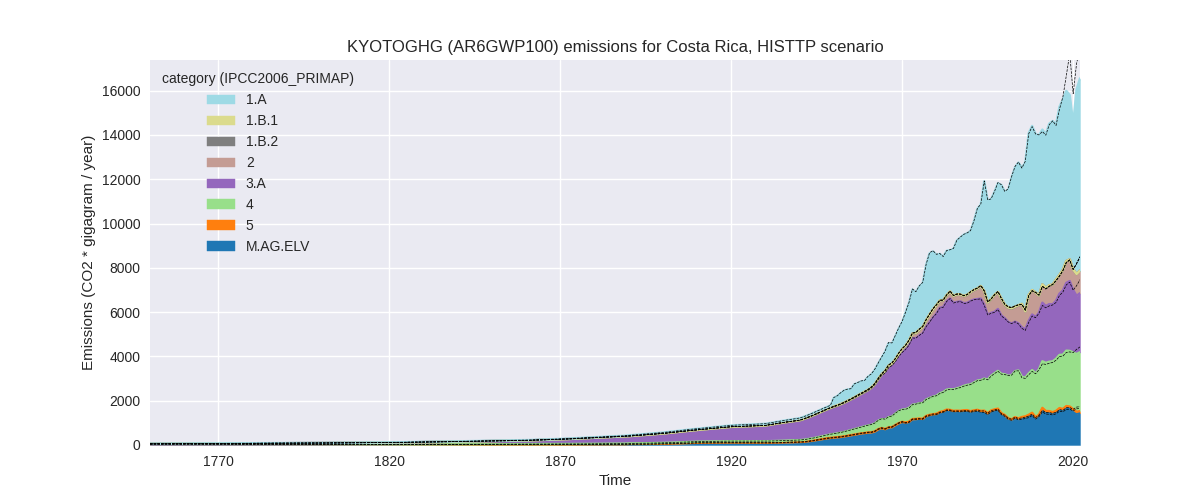 KYOTOGHG (AR6GWP100) emissions for Costa Rica, HISTTP scenario
category (IPCC2006_PRIMAP)
1.A
1.B.1
1.B.2
2
3.A
4
5
M.AG.ELV
Emissions (CO2 * gigagram / year)
16000
14000
12000
10000
8000
6000
4000
2000
0
1770
1820
1870
1920
1970
2020
Time